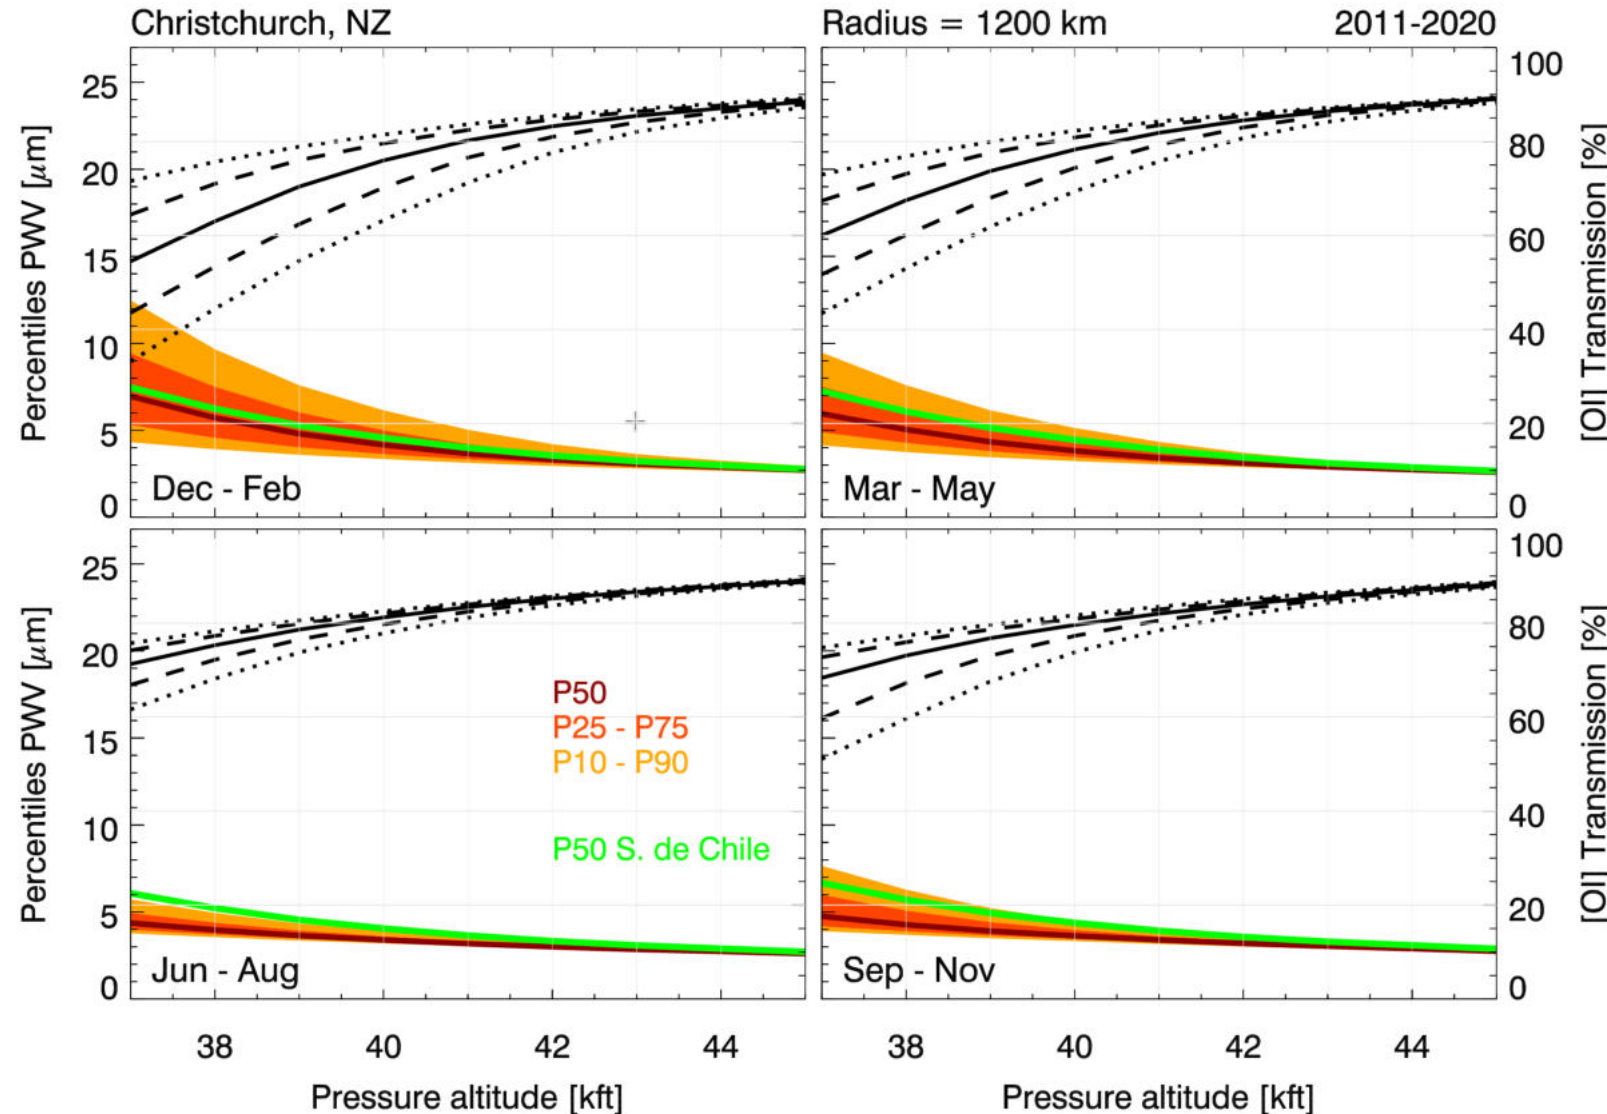 Christchurch, NZ
Radius = 1200 km
2011-2020
Percentiles PWV [μm]
25
20
15
10
5
0
Dec - Feb
Mar - May
100
80
60
40
20
0
[OI] Transmission [%]
Percentiles PWV [μm]
25
20
15
10
5
0
P50
P25 - P75
P10 - P90
P50 S. de Chile
Jun - Aug
Sep - Nov
100
80
60
40
20
0
[OI] Transmission [%]
38 40 42 44
38 40 42 44
Pressure altitude [kft]
Pressure altitude [kft]